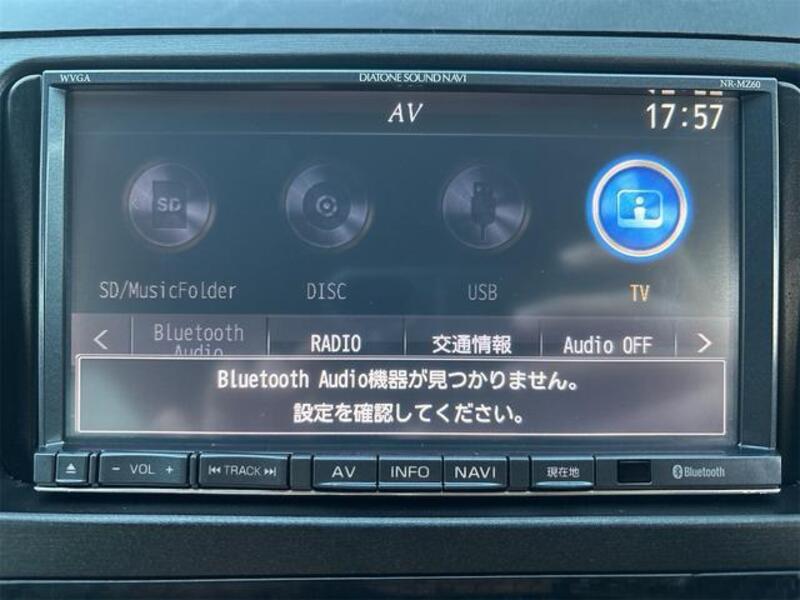 WVGA
DIATONE SOUND NAVI
NR-MZ60
AV
17:57
SD
SD/MusicFolder
DISC
USB
TV
Bluetooth
Audio
RADIO
交通情報
Audio OFF
Bluetooth Audio機器が見つかりません。
設定を確認してください。
− VOL +
TRACK
AV
INFO
NAVI
現在地
Bluetooth